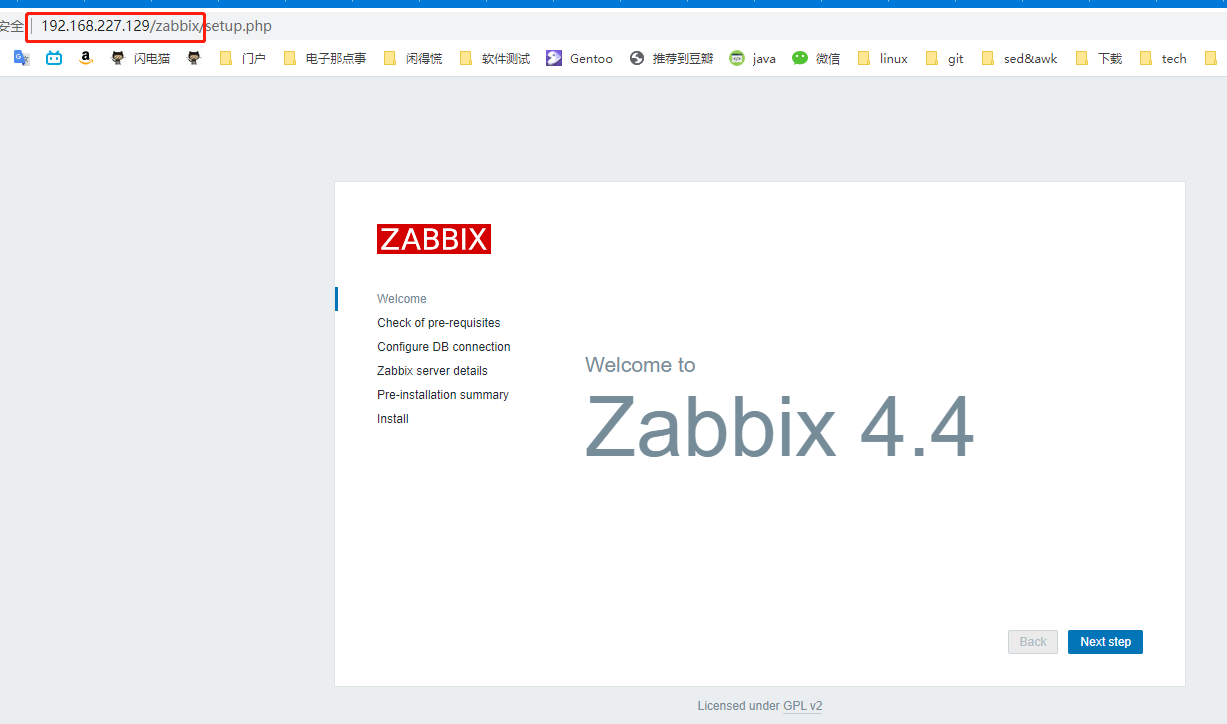 安全 192.168.227.129/zabbix/setup.php
闪电猫 门户 电子那点事 闲得慌 软件测试 Gentoo 推荐到豆瓣 java 微信 linux git sed&awk 下载 tech
ZABBIX
Welcome
Check of pre-requisites
Configure DB connection
Zabbix server details
Pre-installation summary
Install
Welcome to
Zabbix 4.4
Back Next step
Licensed under GPL v2